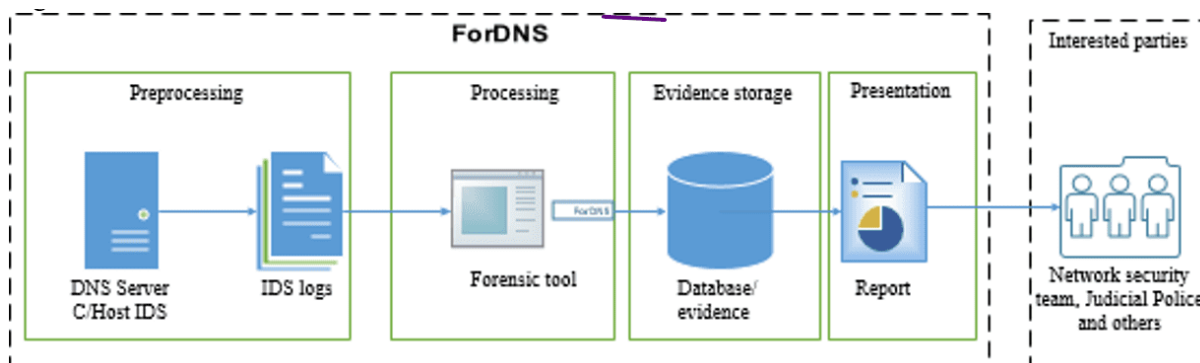 ForDNS
Interested parties
Preprocessing
Processing
Evidence storage
Presentation
ForDNS
DNS Server
C/Host IDS
IDS logs
Forensic tool
Database/
evidence
Report
Network security
team, Judicial Police
and others